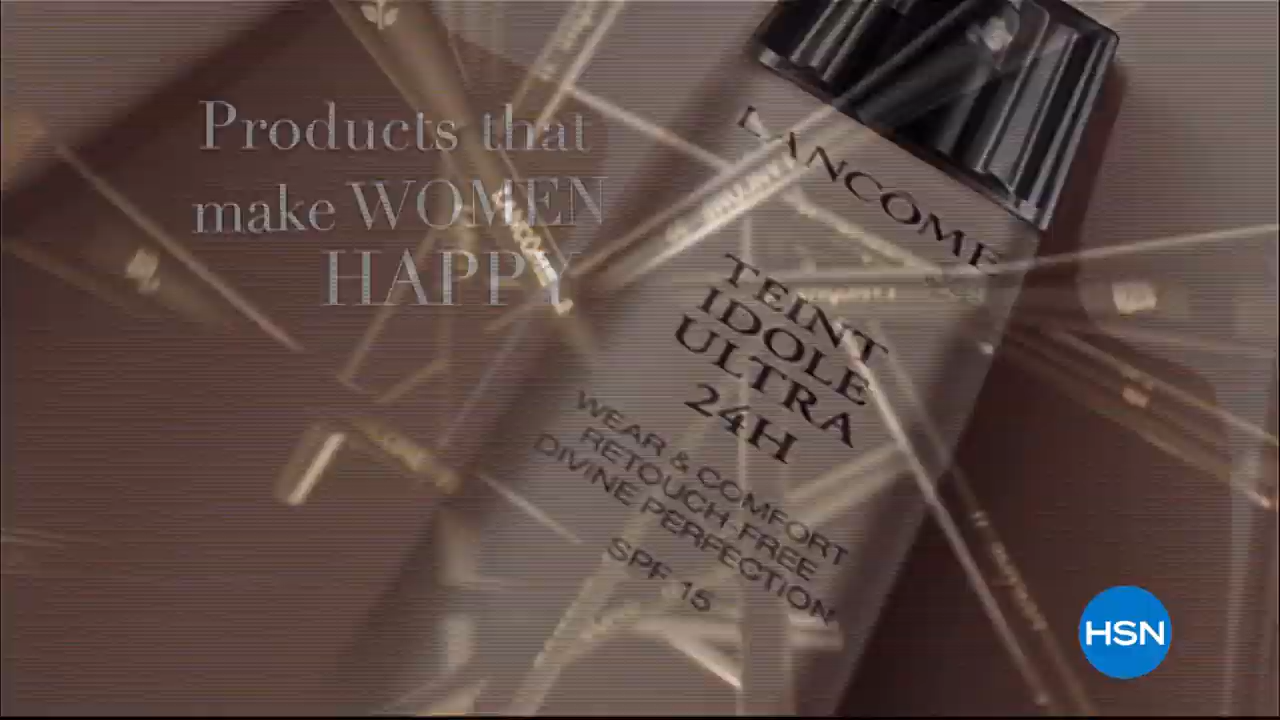 Products that
make WOMEN
HAPPY
LANCOME
TEINT
IDOLE
ULTRA
24H
WEAR & COMFORT
RETOUCH-FREE
DIVINE PERFECTION
SPF 15
HSN